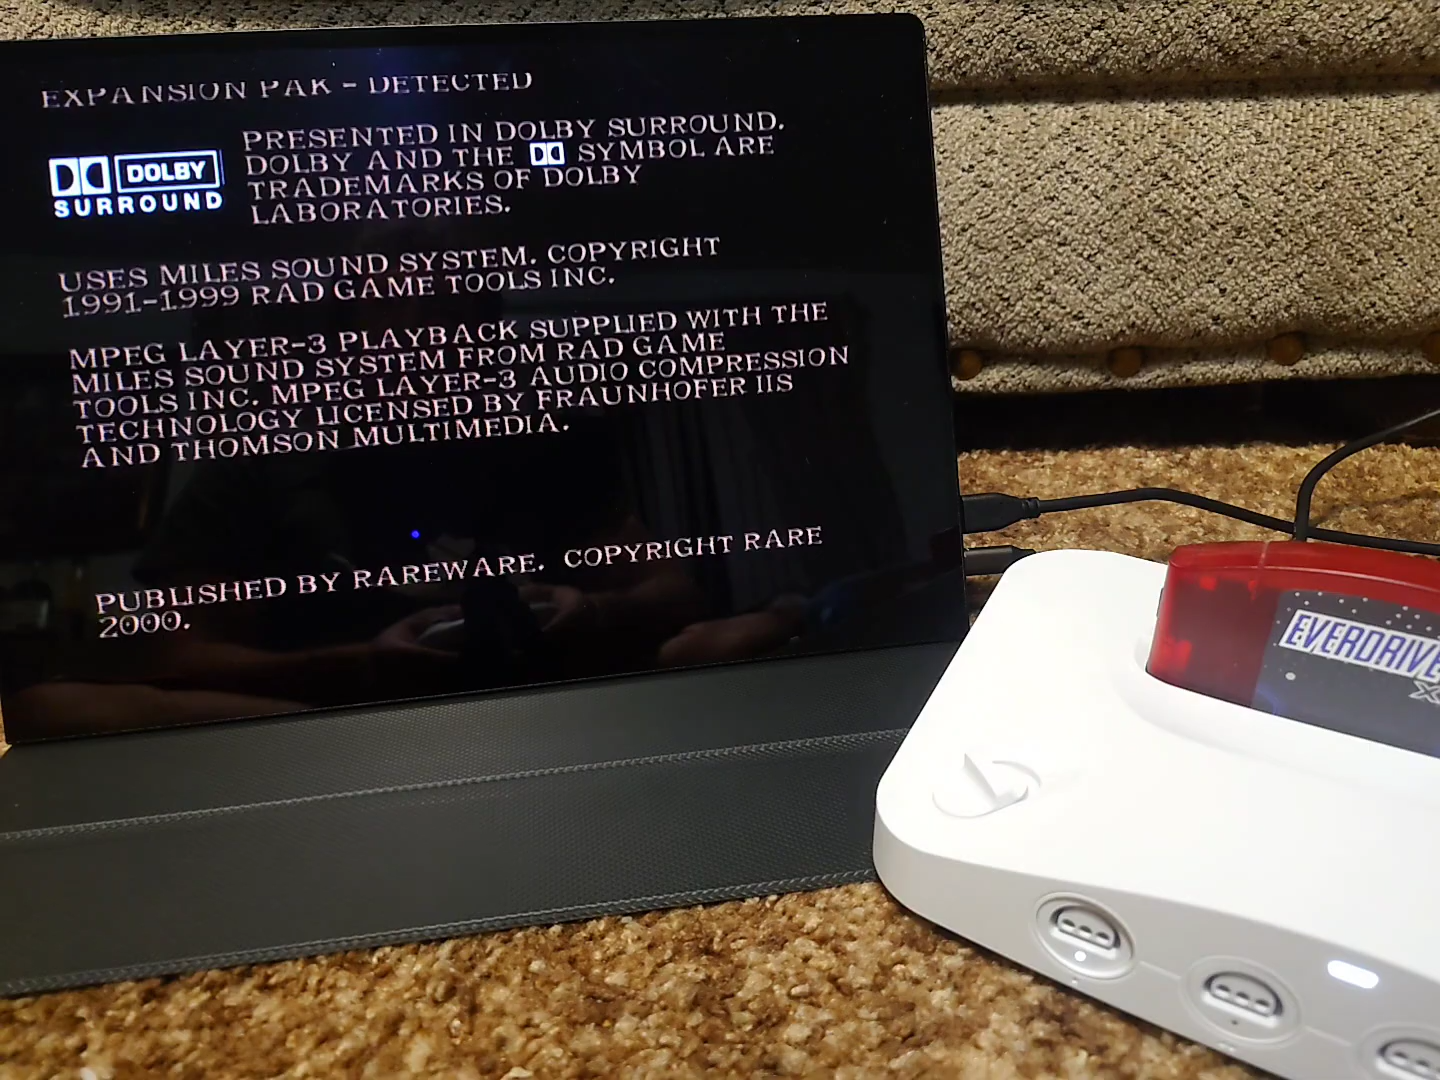 EXPANSION PAK - DETECTED
DOLBY
SURROUND
PRESENTED IN DOLBY SURROUND.
DOLBY AND THE SYMBOL ARE
TRADEMARKS OF DOLBY
LABORATORIES.
USES MILES SOUND SYSTEM. COPYRIGHT
1991-1999 RAD GAME TOOLS INC.
MPEG LAYER-3 PLAYBACK SUPPLIED WITH THE
MILES SOUND SYSTEM FROM RAD GAME
TOOLS INC. MPEG LAYER-3 AUDIO COMPRESSION
TECHNOLOGY LICENSED BY FRAUNHOFER IIS
AND THOMSON MULTIMEDIA.
PUBLISHED BY RAREWARE. COPYRIGHT RARE
2000.
EVERDRIVE
X